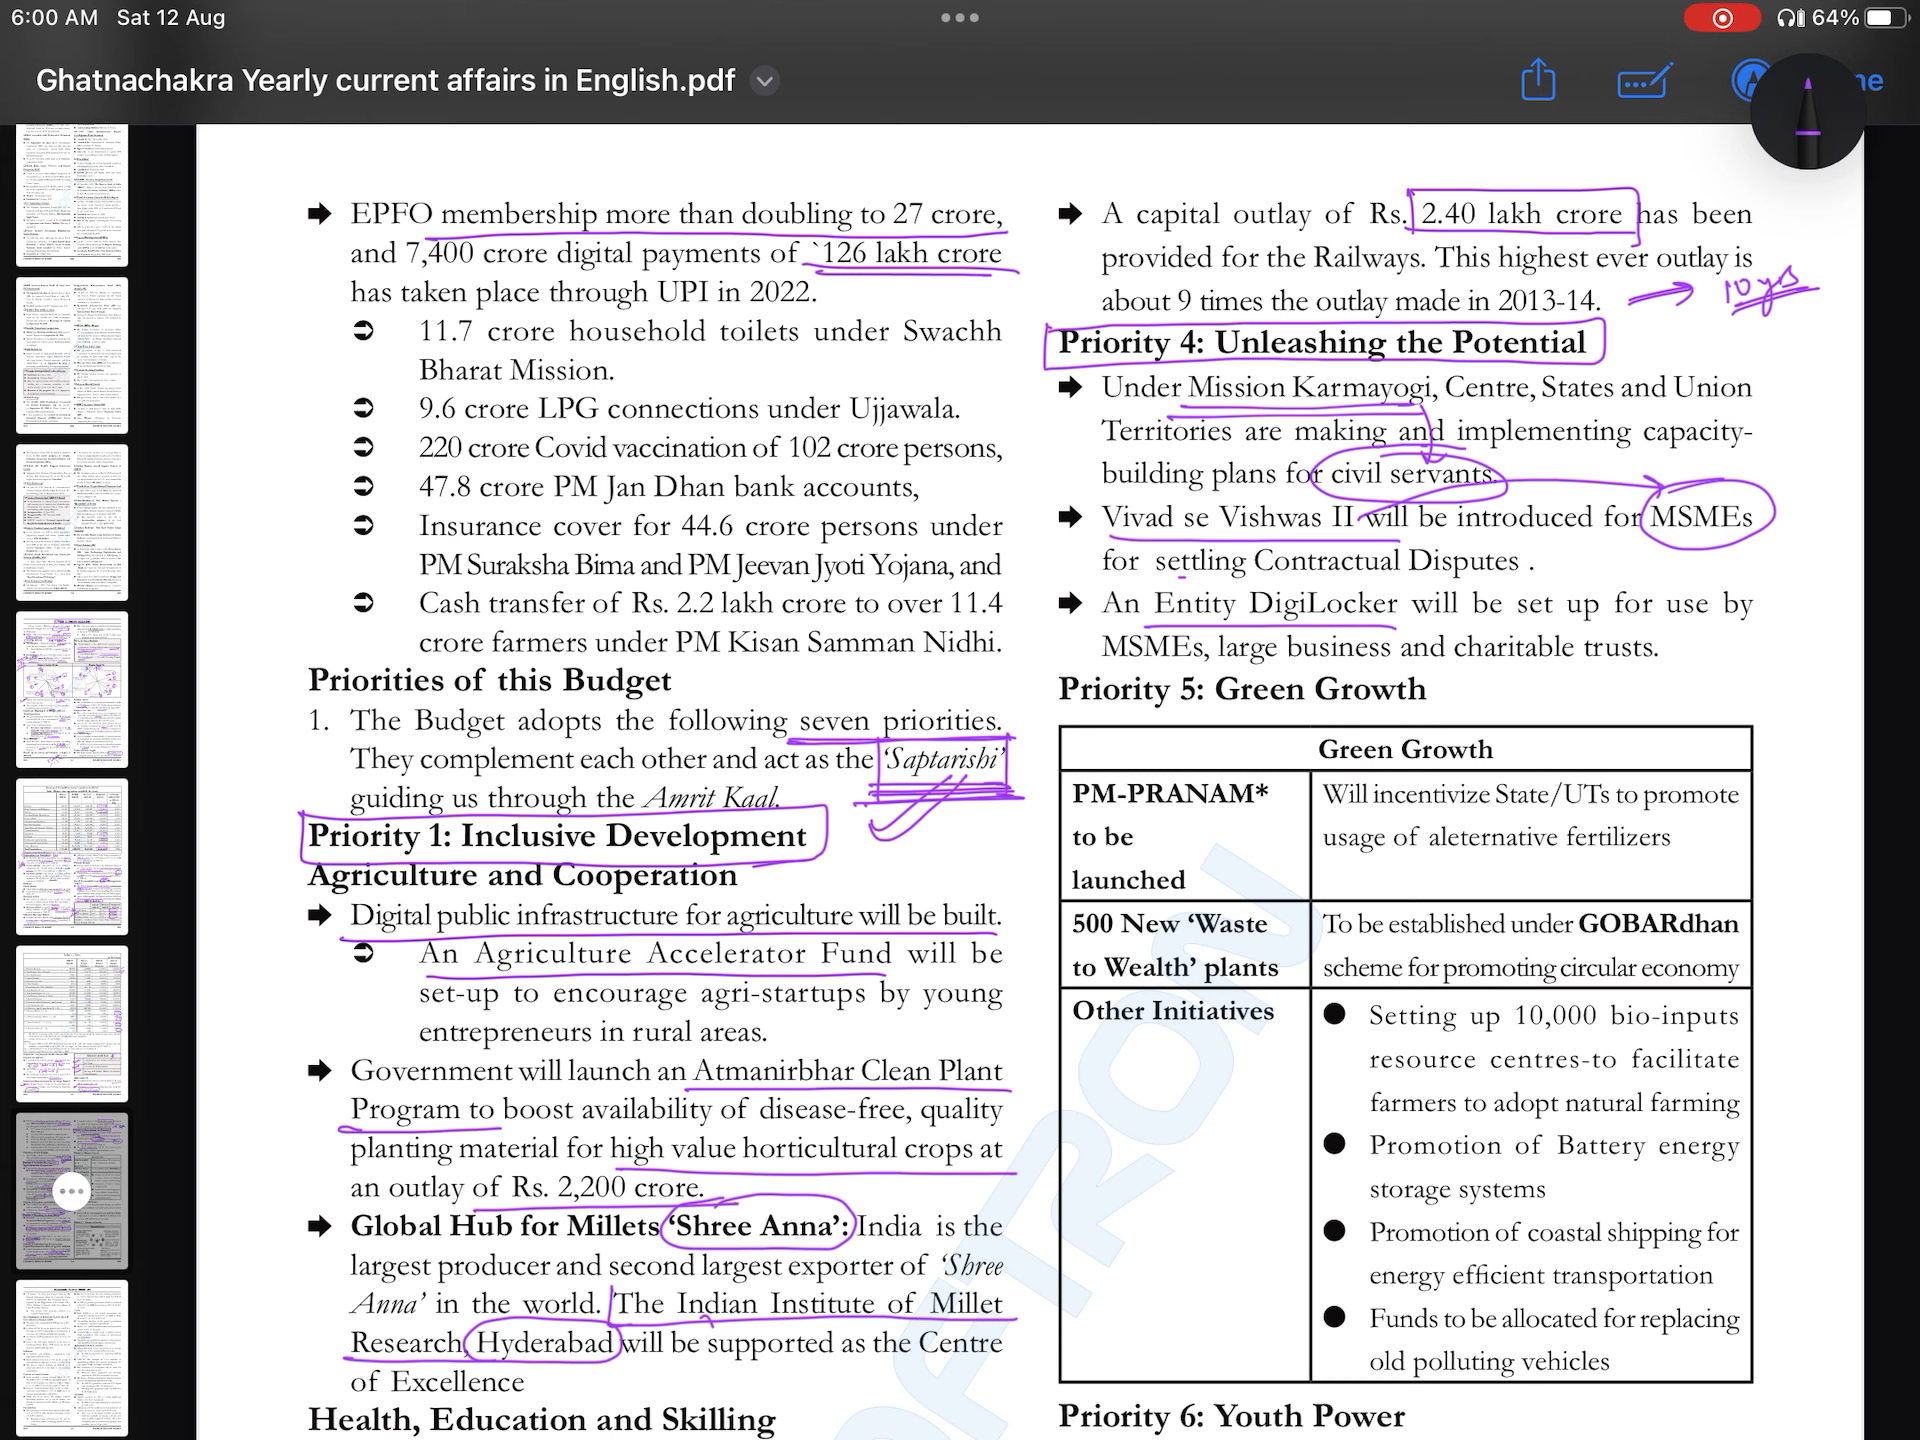 6:00 AM Sat 12 Aug
64%
Ghatnachakra Yearly current affairs in English.pdf
EPFO membership more than doubling to 27 crore,
and 7,400 crore digital payments of `126 lakh crore
has taken place through UPI in 2022.
11.7 crore household toilets under Swachh
Bharat Mission.
9.6 crore LPG connections under Ujjawala.
220 crore Covid vaccination of 102 crore persons,
47.8 crore PM Jan Dhan bank accounts,
Insurance cover for 44.6 crore persons under
PM Suraksha Bima and PM Jeevan Jyoti Yojana, and
Cash transfer of Rs. 2.2 lakh crore to over 11.4
crore farmers under PM Kisan Samman Nidhi.
Priorities of this Budget
1. The Budget adopts the following seven priorities.
They complement each other and act as the ‘Saptarishi’
guiding us through the Amrit Kaal.
Priority 1: Inclusive Development
Agriculture and Cooperation
Digital public infrastructure for agriculture will be built.
An Agriculture Accelerator Fund will be
set-up to encourage agri-startups by young
entrepreneurs in rural areas.
Government will launch an Atmanirbhar Clean Plant
Program to boost availability of disease-free, quality
planting material for high value horticultural crops at
an outlay of Rs. 2,200 crore.
Global Hub for Millets ‘Shree Anna’: India is the
largest producer and second largest exporter of ‘Shree
Anna’ in the world. The Indian Institute of Millet
Research, Hyderabad will be supported as the Centre
of Excellence
Health, Education and Skilling
A capital outlay of Rs. 2.40 lakh crore has been
provided for the Railways. This highest ever outlay is
about 9 times the outlay made in 2013-14.
10 yrs
Priority 4: Unleashing the Potential
Under Mission Karmayogi, Centre, States and Union
Territories are making and implementing capacity-
building plans for civil servants.
Vivad se Vishwas II will be introduced for MSMEs
for settling Contractual Disputes .
An Entity DigiLocker will be set up for use by
MSMEs, large business and charitable trusts.
Priority 5: Green Growth
Green Growth
PM-PRANAM*
to be
launched
Will incentivize State/UTs to promote
usage of aleternative fertilizers
500 New ‘Waste
to Wealth’ plants
To be established under GOBARdhan
scheme for promoting circular economy
Other Initiatives
Setting up 10,000 bio-inputs
resource centres-to facilitate
farmers to adopt natural farming
Promotion of Battery energy
storage systems
Promotion of coastal shipping for
energy efficient transportation
Funds to be allocated for replacing
old polluting vehicles
Priority 6: Youth Power